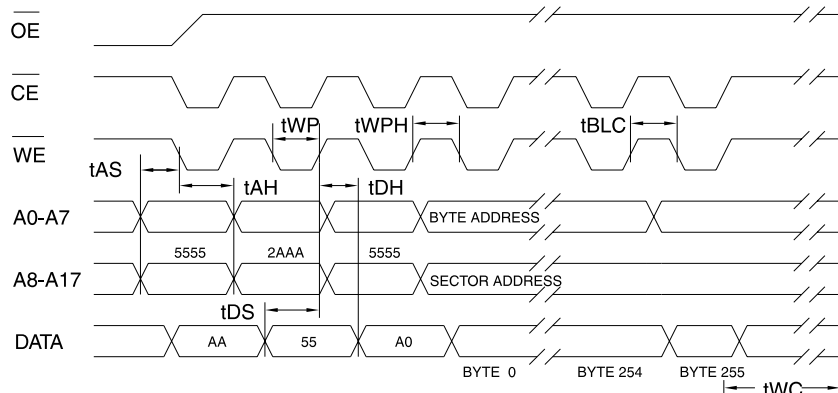 OE
CE
tWP tWPH tBLC
WE
tAS
tAH tDH
A0-A7 BYTE ADDRESS
5555 2AAA 5555
A8-A17 SECTOR ADDRESS
tDS
DATA AA 55 A0
BYTE 0 BYTE 254 BYTE 255
tWC